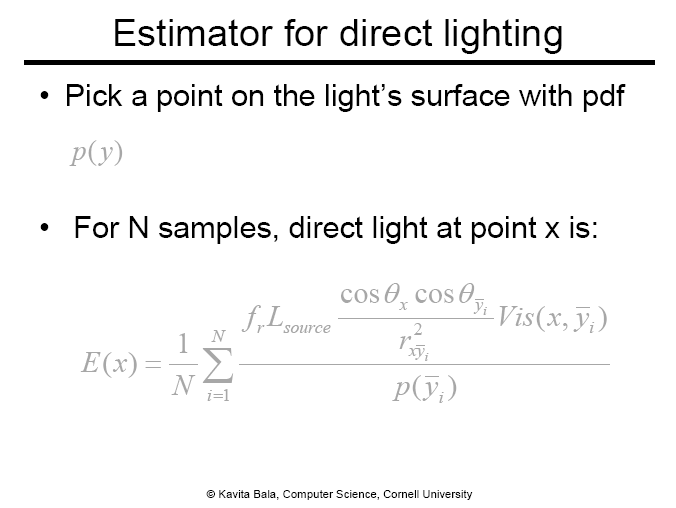 Estimator for direct lighting
• Pick a point on the light's surface with pdf
p(y)
• For N samples, direct light at point x is:
E(x) = \frac{1}{N} \sum_{i=1}^{N} \frac{f_r L_{source} \frac{\cos\theta_x \cos\theta_{\bar{y}_i}}{r^2_{x\bar{y}_i}} Vis(x, \bar{y}_i)}{p(\bar{y}_i)}
© Kavita Bala, Computer Science, Cornell University